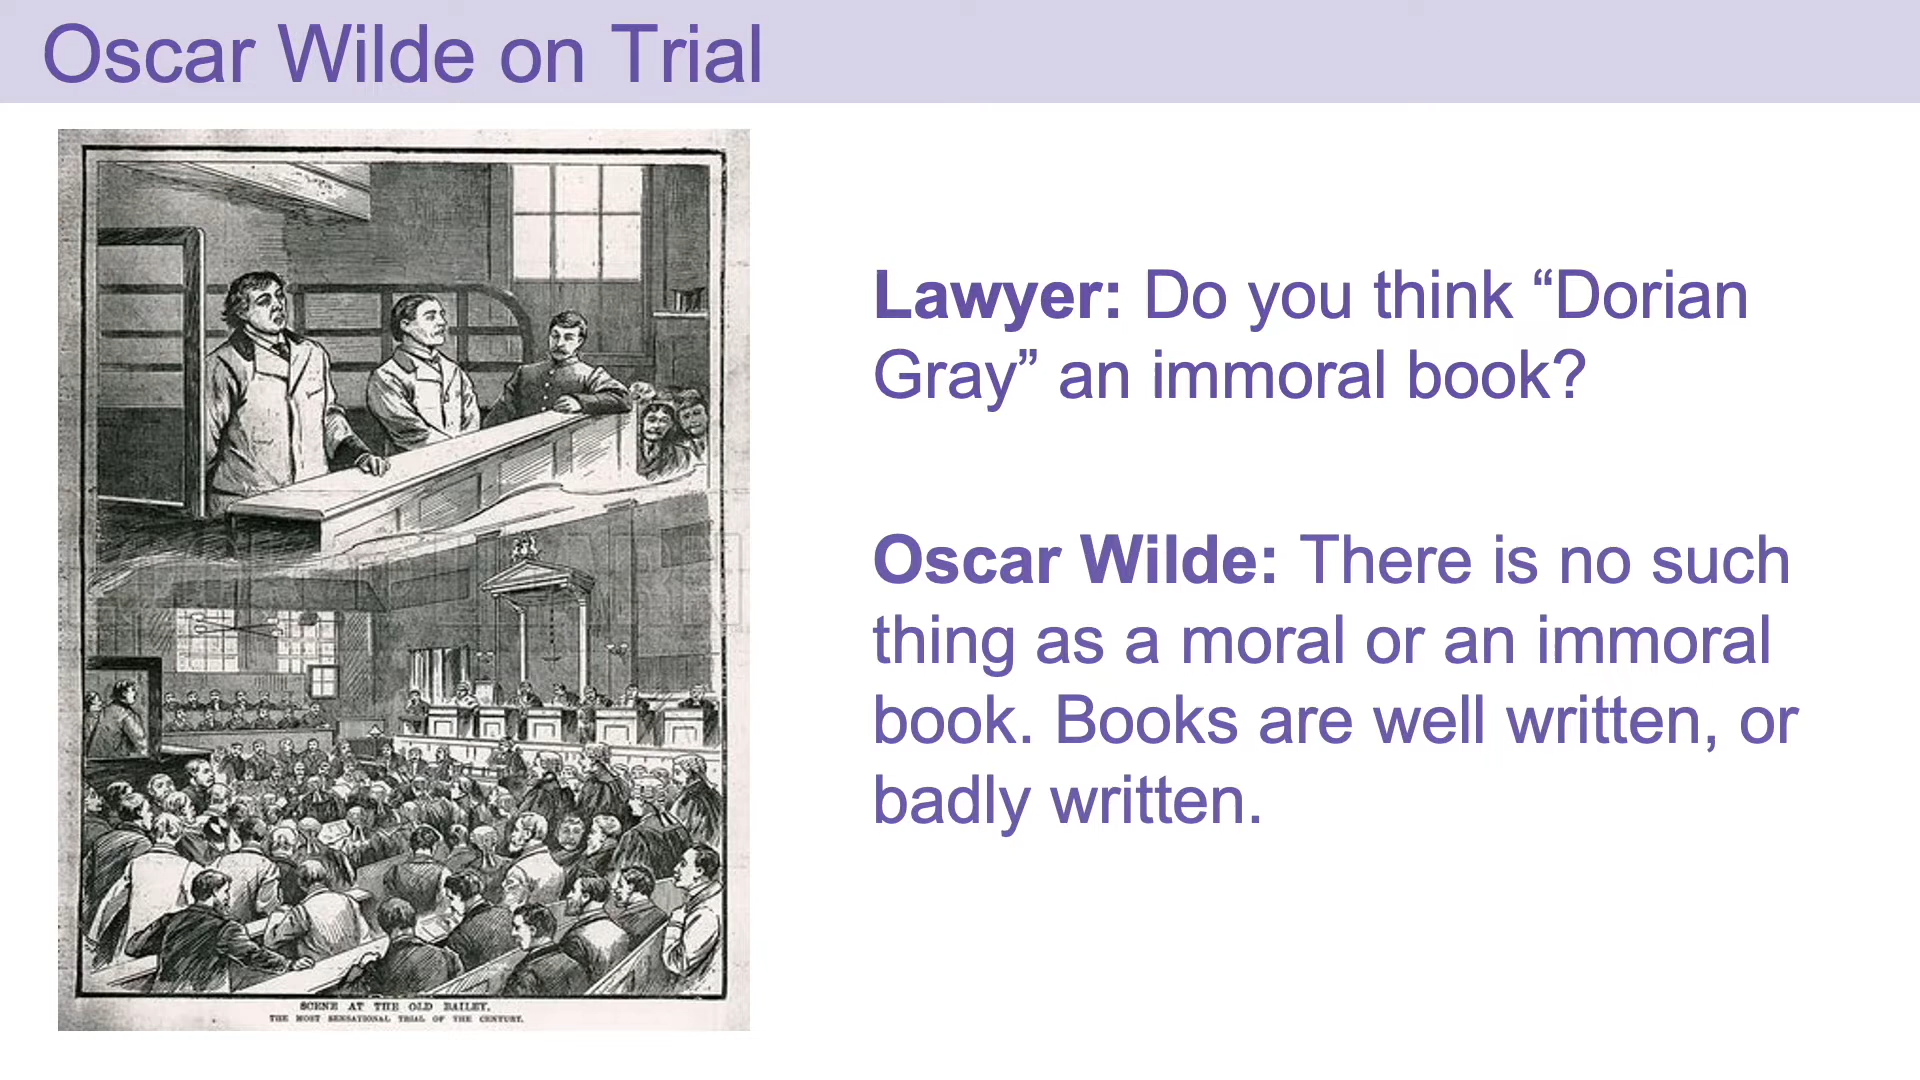 Oscar Wilde on Trial
SCENE AT THE OLD BAILEY.
THE MOST SENSATIONAL TRIAL OF THE CENTURY.
Lawyer: Do you think “Dorian
Gray” an immoral book?
Oscar Wilde: There is no such
thing as a moral or an immoral
book. Books are well written, or
badly written.